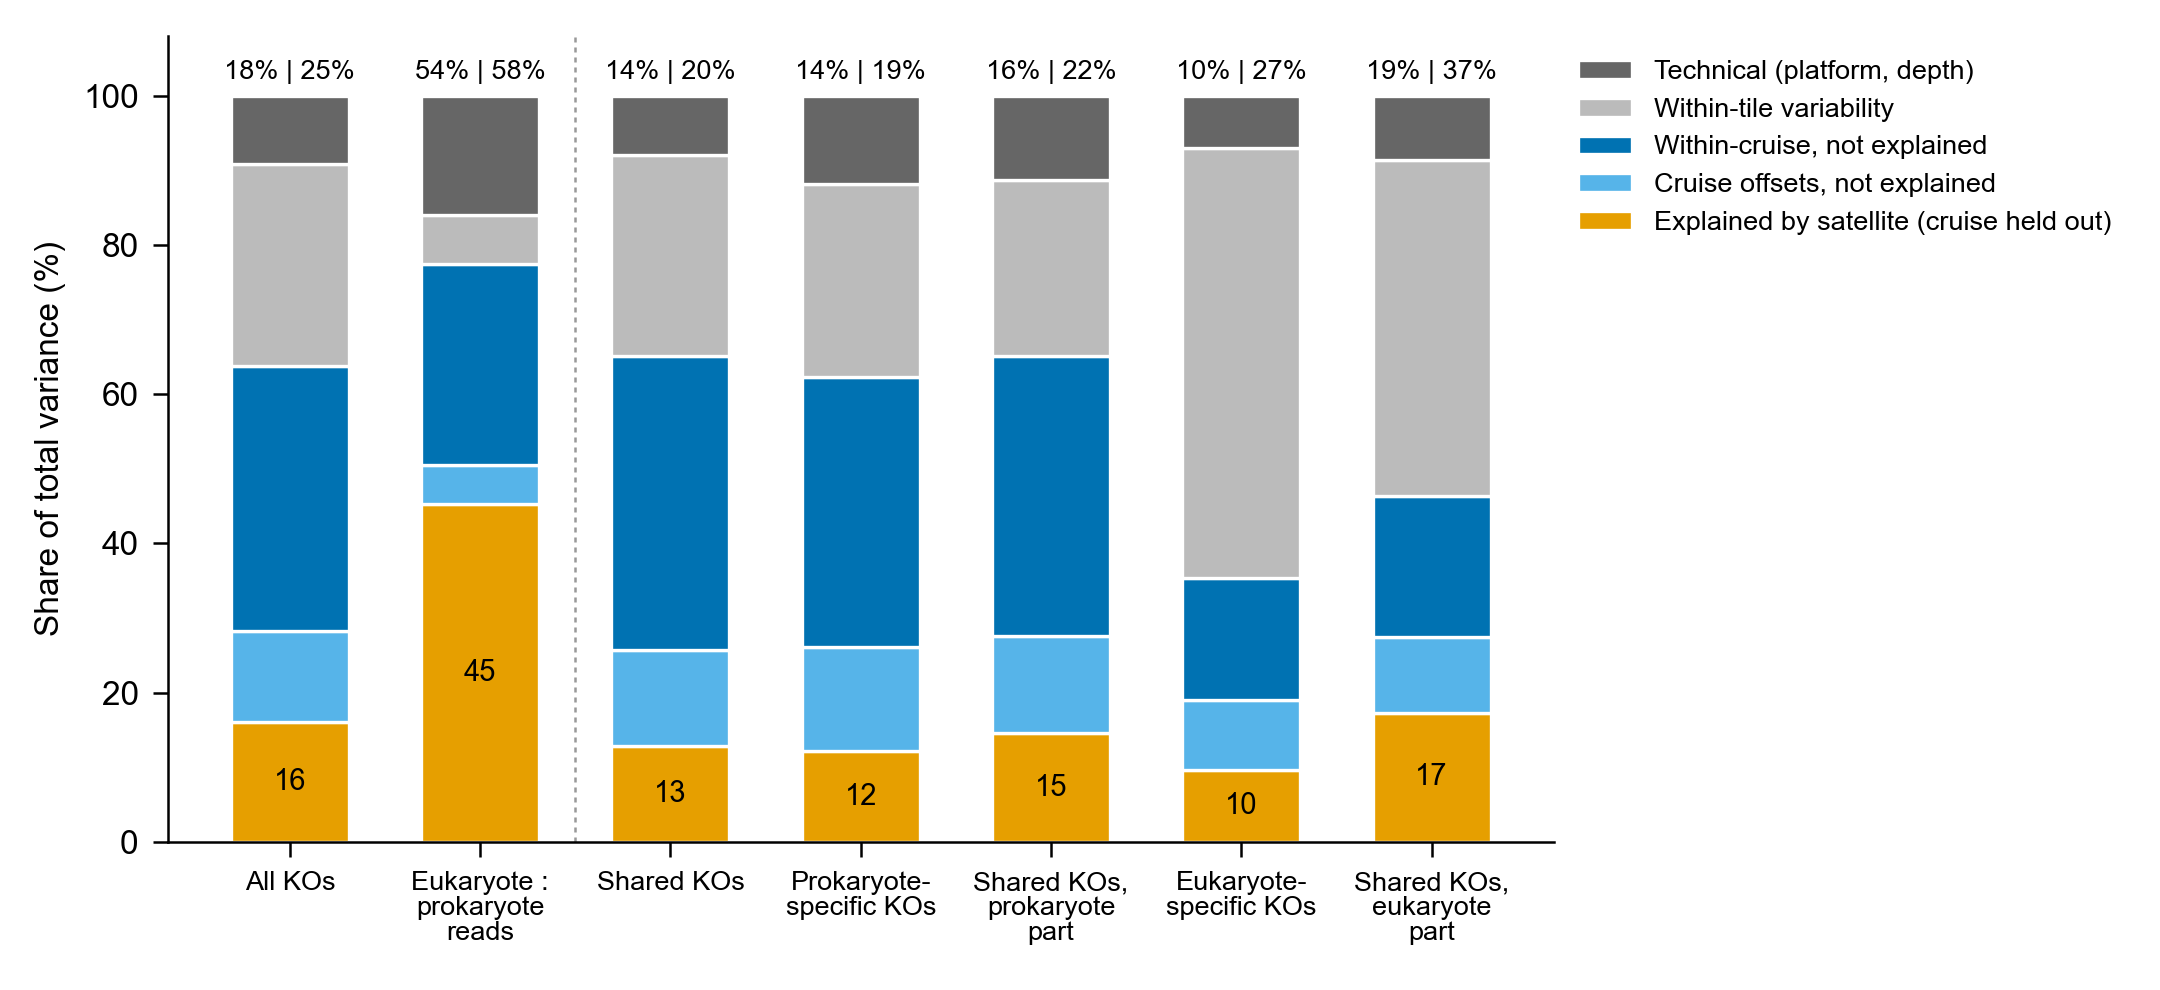 18% | 25%
54% | 58%
14% | 20%
14% | 19%
16% | 22%
10% | 27%
19% | 37%
Technical (platform, depth)
Within-tile variability
Within-cruise, not explained
Cruise offsets, not explained
Explained by satellite (cruise held out)
Share of total variance (%)
100
80
60
40
20
0
16
45
13
12
15
10
17
All KOs
Eukaryote :
prokaryote
reads
Shared KOs
Prokaryote-
specific KOs
Shared KOs,
prokaryote
part
Eukaryote-
specific KOs
Shared KOs,
eukaryote
part